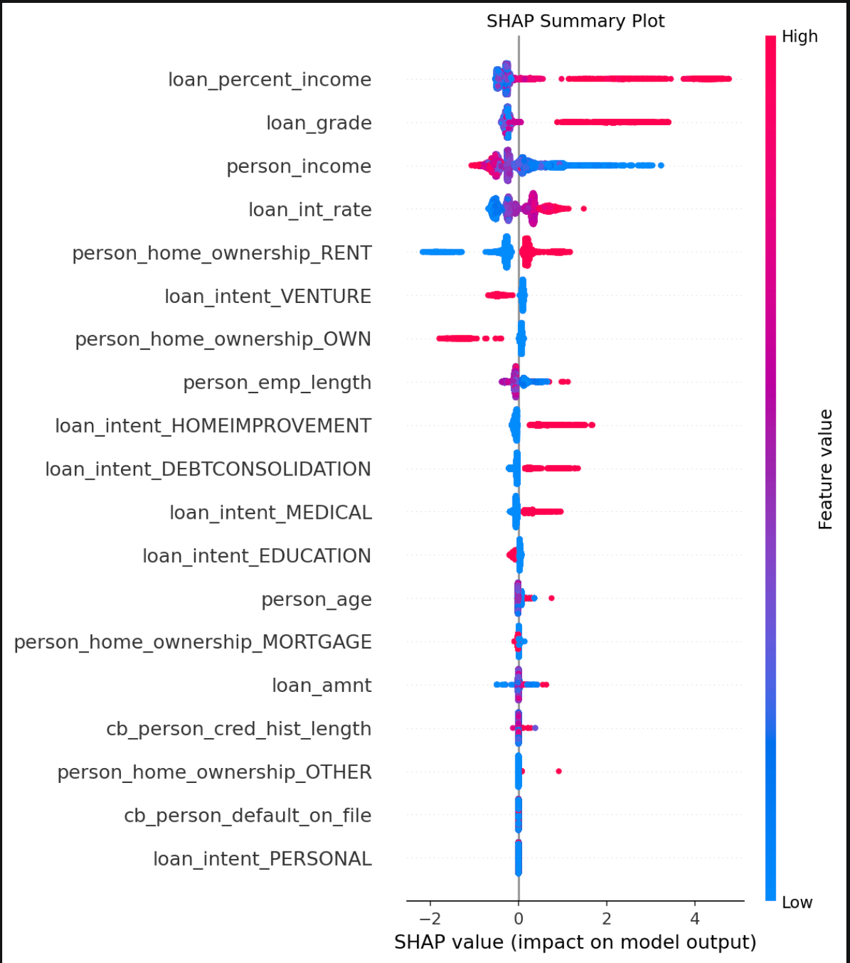 SHAP Summary Plot
High
loan_percent_income
loan_grade
person_income
loan_int_rate
person_home_ownership_RENT
loan_intent_VENTURE
person_home_ownership_OWN
person_emp_length
loan_intent_HOMEIMPROVEMENT
loan_intent_DEBTCONSOLIDATION
loan_intent_MEDICAL
loan_intent_EDUCATION
person_age
person_home_ownership_MORTGAGE
loan_amnt
cb_person_cred_hist_length
person_home_ownership_OTHER
cb_person_default_on_file
loan_intent_PERSONAL
Feature value
Low
−2 0 2 4
SHAP value (impact on model output)